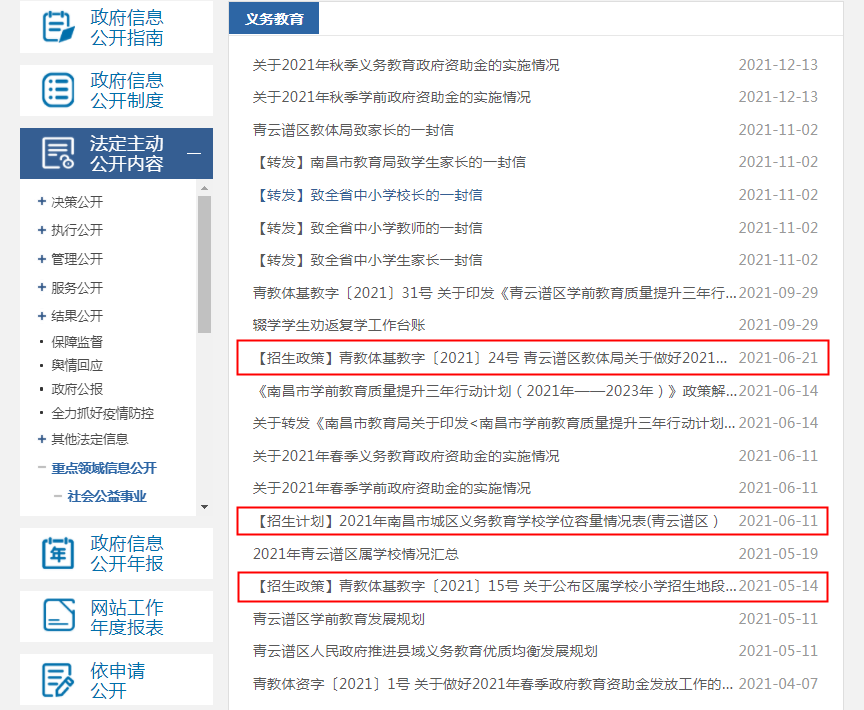 政府信息
公开指南
政府信息
公开制度
法定主动
公开内容
决策公开
执行公开
管理公开
服务公开
结果公开
保障监督
舆情回应
政府公报
全力抓好疫情防控
其他法定信息
重点领域信息公开
社会公益事业
政府信息
公开年报
网站工作
年度报表
依申请
公开
义务教育
关于2021年秋季义务教育政府资助金的实施情况 2021-12-13
关于2021年秋季学前政府资助金的实施情况 2021-12-13
青云谱区教体局致家长的一封信 2021-11-02
【转发】南昌市教育局致学生家长的一封信 2021-11-02
【转发】致全省中小学校长的一封信 2021-11-02
【转发】致全省中小学教师的一封信 2021-11-02
【转发】致全省中小学生家长一封信 2021-11-02
青教体基教字〔2021〕31号 关于印发《青云谱区学前教育质量提升三年行... 2021-09-29
辍学学生劝返复学工作台账 2021-09-29
【招生政策】青教体基教字〔2021〕24号 青云谱区教体局关于做好2021... 2021-06-21
《南昌市学前教育质量提升三年行动计划（2021年——2023年）》政策解... 2021-06-14
关于转发《南昌市教育局关于印发<南昌市学前教育质量提升三年行动计划... 2021-06-14
关于2021年春季义务教育政府资助金的实施情况 2021-06-11
关于2021年春季学前政府资助金的实施情况 2021-06-11
【招生计划】2021年南昌市城区义务教育学校学位容量情况表(青云谱区） 2021-06-11
2021年青云谱区属学校情况汇总 2021-05-19
【招生政策】青教体基教字〔2021〕15号 关于公布区属学校小学招生地段... 2021-05-14
青云谱区学前教育发展规划 2021-05-11
青云谱区人民政府推进县域义务教育优质均衡发展规划 2021-05-11
青教体资字〔2021〕1号 关于做好2021年春季政府教育资助金发放工作的... 2021-04-07